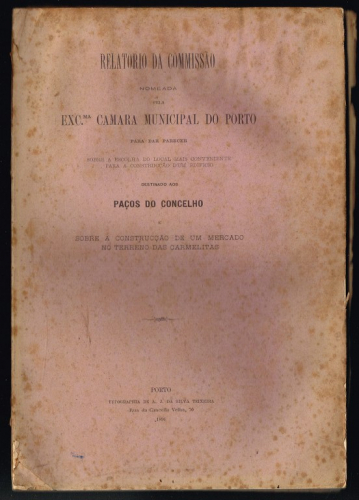 RELATORIO DA COMMISSÃO
NOMEADA
PELA
EXC.MA CAMARA MUNICIPAL DO PORTO
PARA DAR PARECER
SOBRE A ESCOLHA DO LOCAL MAIS CONVENIENTE
PARA A CONSTRUCÇÃO D'UM EDIFICIO
DESTINADO AOS
PAÇOS DO CONCELHO
E
SOBRE A CONSTRUCÇÃO DE UM MERCADO
NO TERRENO DAS CARMELITAS
PORTO
TYPOGRAPHIA DE A. J. DA SILVA TEIXEIRA
Rua da Cancella Velha, 70